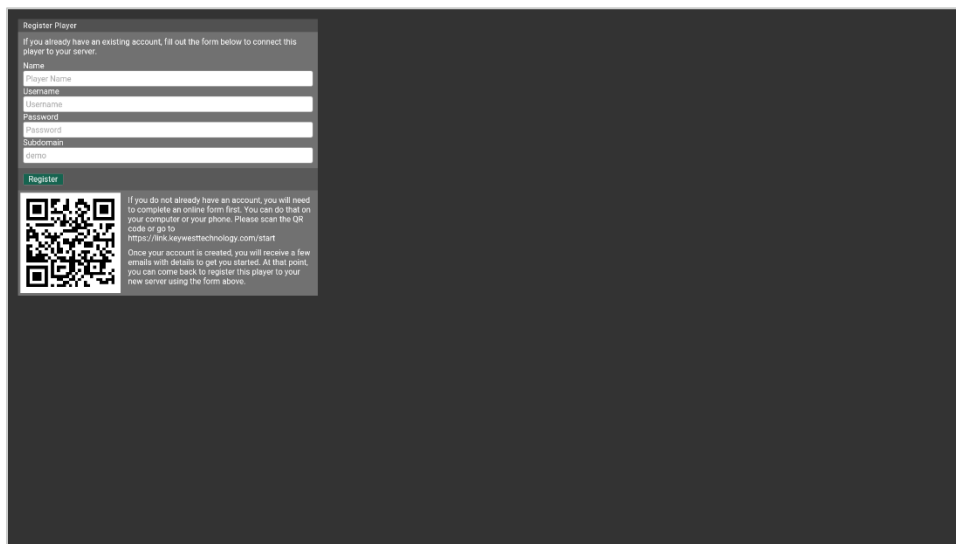 Register Player
If you already have an existing account, fill out the form below to connect this
player to your server.
Name
Player Name
Username
Username
Password
Password
Subdomain
demo
Register
If you do not already have an account, you will need
to complete an online form first. You can do that on
your computer or your phone. Please scan the QR
code or go to
https://link.keywesttechnology.com/start
Once your account is created, you will receive a few
emails with details to get you started. At that point,
you can come back to register this player to your
new server using the form above.